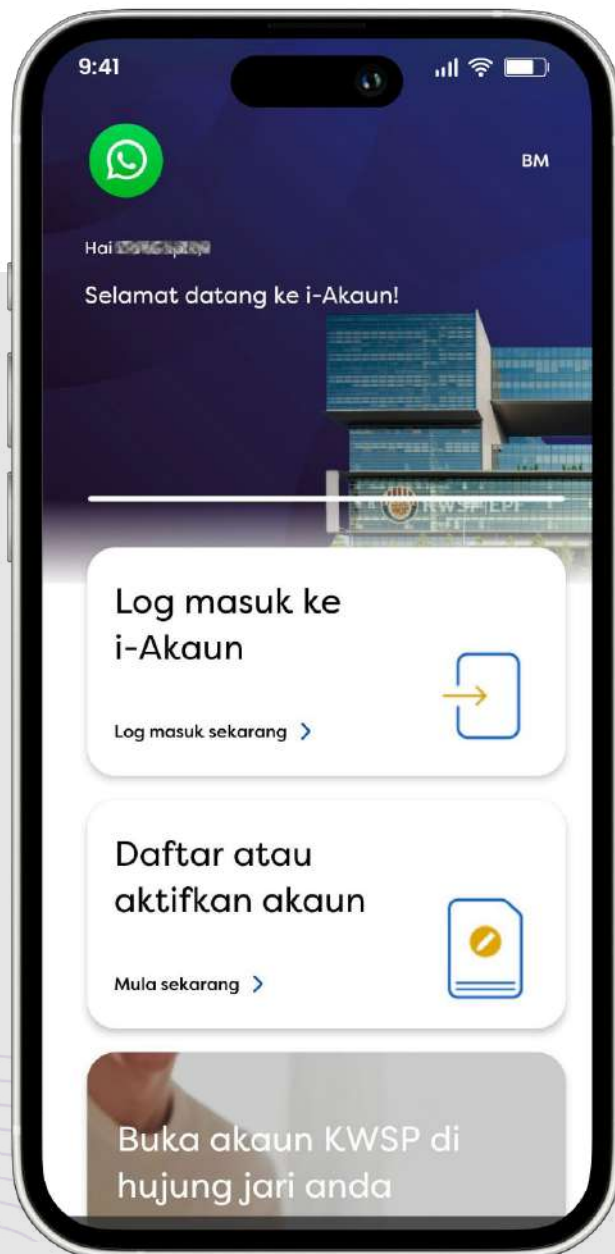 9:41
BM
Hai
Selamat datang ke i-Akaun!
KWSP EPF
Log masuk ke
i-Akaun
Log masuk sekarang
Daftar atau
aktifkan akaun
Mula sekarang
Buka akaun KWSP di
hujung jari anda